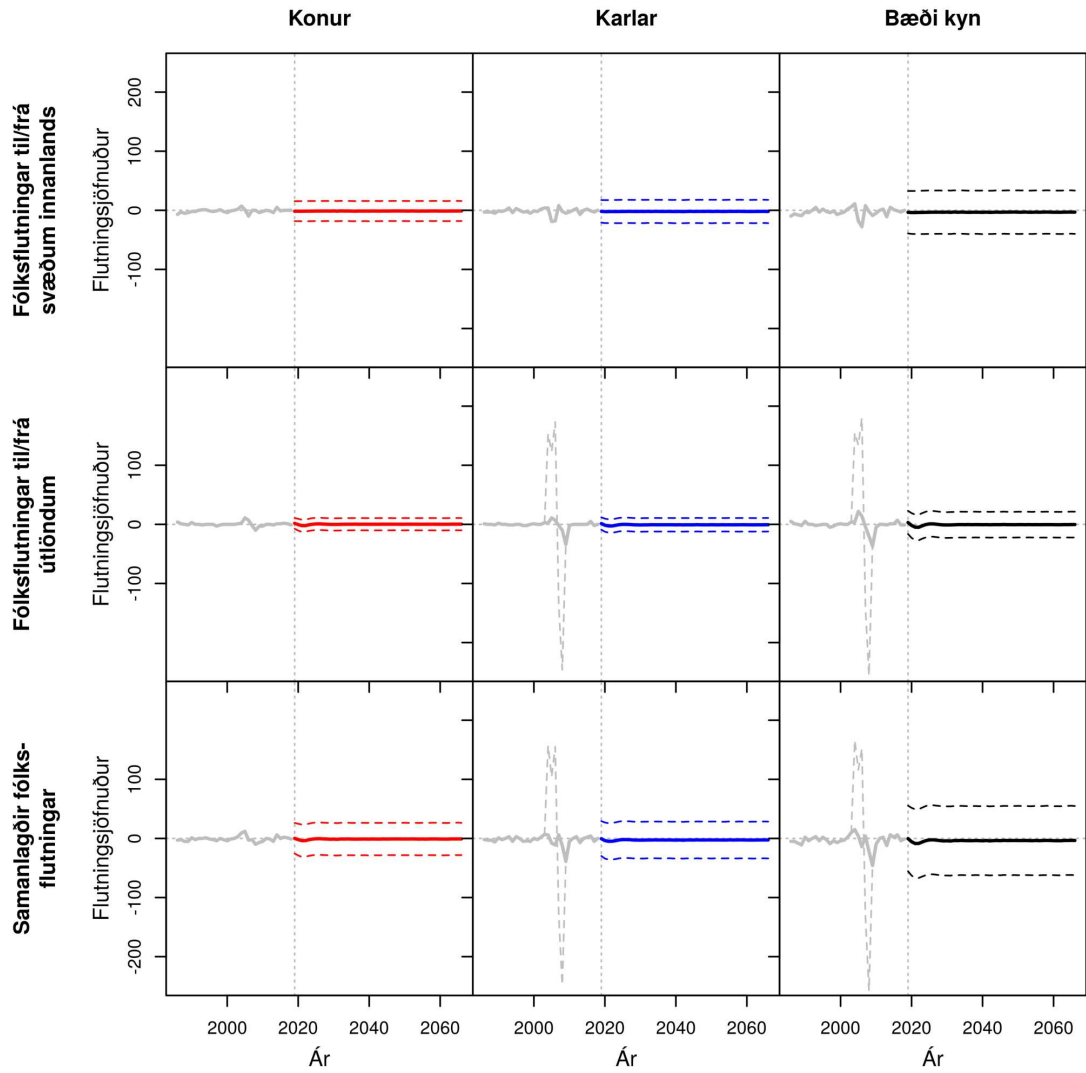 Konur Karlar Bæði kyn
Fólksflutningar til/frá
svæðum innanlands
Flutningsjöfnuður
200
100
0
-100
Fólksflutningar til/frá
útlöndum
Flutningsjöfnuður
100
0
-100
Samanlagðir fólks-
flutningar
Flutningsjöfnuður
100
0
-100
-200
2000 2020 2040 2060 2000 2020 2040 2060 2000 2020 2040 2060
Ár Ár Ár